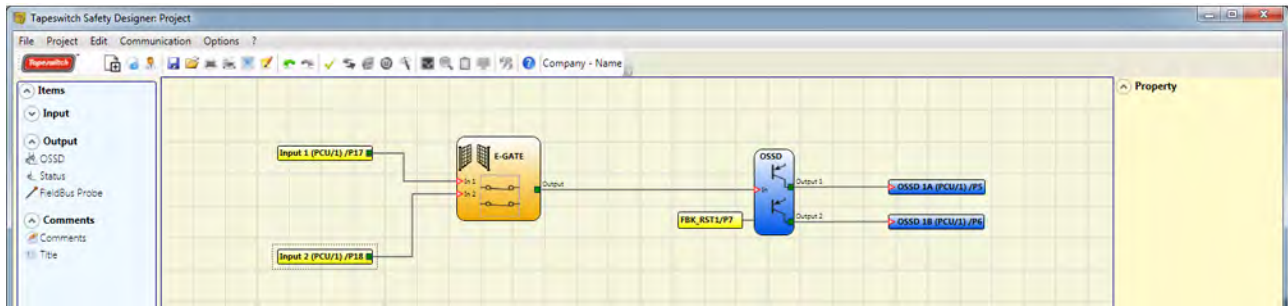 Tapeswitch Safety Designer: Project
File Project Edit Communication Options ?
Tapeswitch
Company - Name
Items
Input
Output
OSSD
Status
FieldBus Probe
Comments
Comments
Title
Input 1 (PCU/1) /P17
Input 2 (PCU/1) /P18
E-GATE
In 1
In 2
Output
FBK_RST1/P7
OSSD
In
Output 1
Output 2
OSSD 1A (PCU/1) /P5
OSSD 1B (PCU/1) /P6
Property